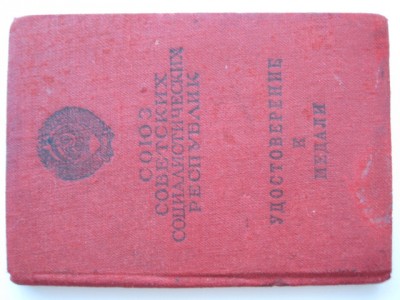 СОЮЗ
СОВЕТСКИХ
СОЦИАЛИСТИЧЕСКИХ
РЕСПУБЛИК
УДОСТОВЕРЕНИЕ
К
МЕДАЛИ